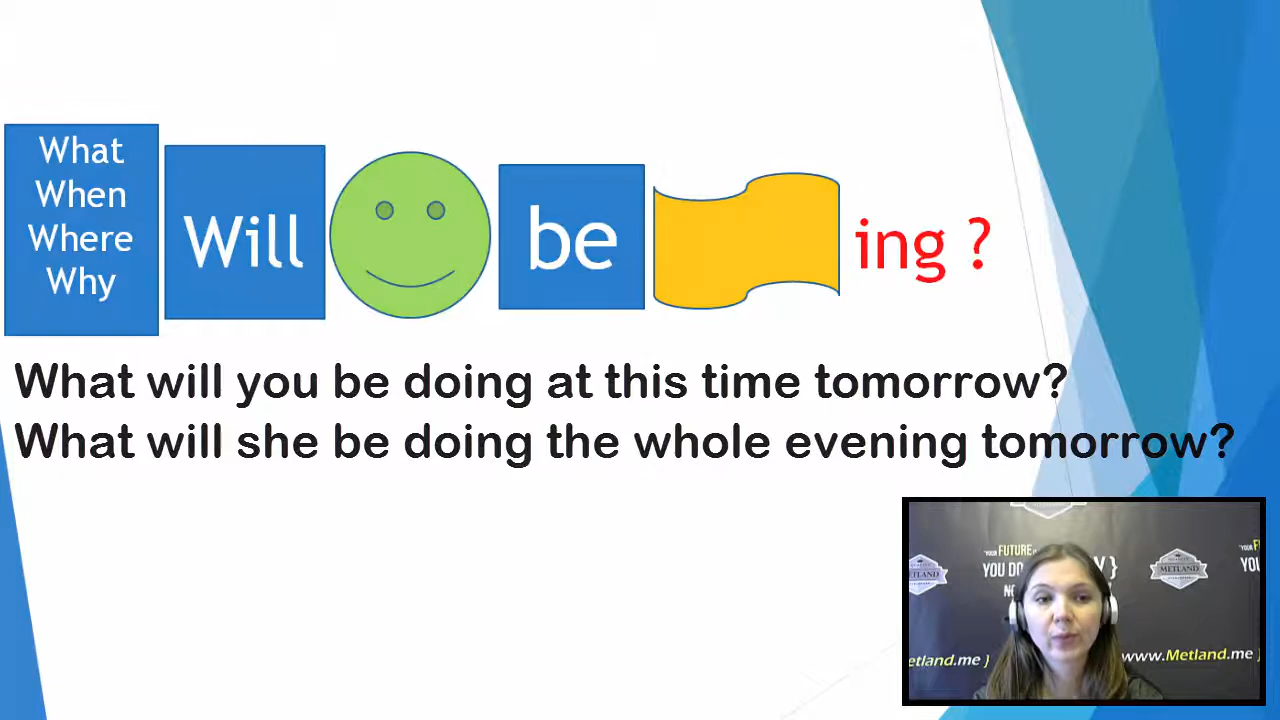 What
When
Where
Why
Will
be
ing ?
What will you be doing at this time tomorrow?
What will she be doing the whole evening tomorrow?
"YOUR FUTURE
YOU DO
METLAND
etland.me }
www.Metland.me }